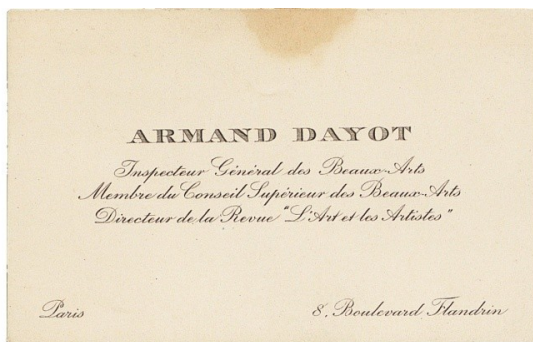 ARMAND DAYOT
Inspecteur Général des Beaux-Arts
Membre du Conseil Supérieur des Beaux-Arts
Directeur de la Revue "L'Art et les Artistes"
Paris
8, Boulevard Flandrin